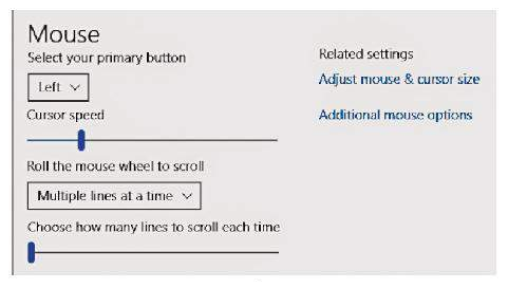 Mouse
Select your primary button
Left
Cursor speed
Roll the mouse wheel to scroll
Multiple lines at a time
Choose how many lines to scroll each time
Related settings
Adjust mouse & cursor size
Additional mouse options